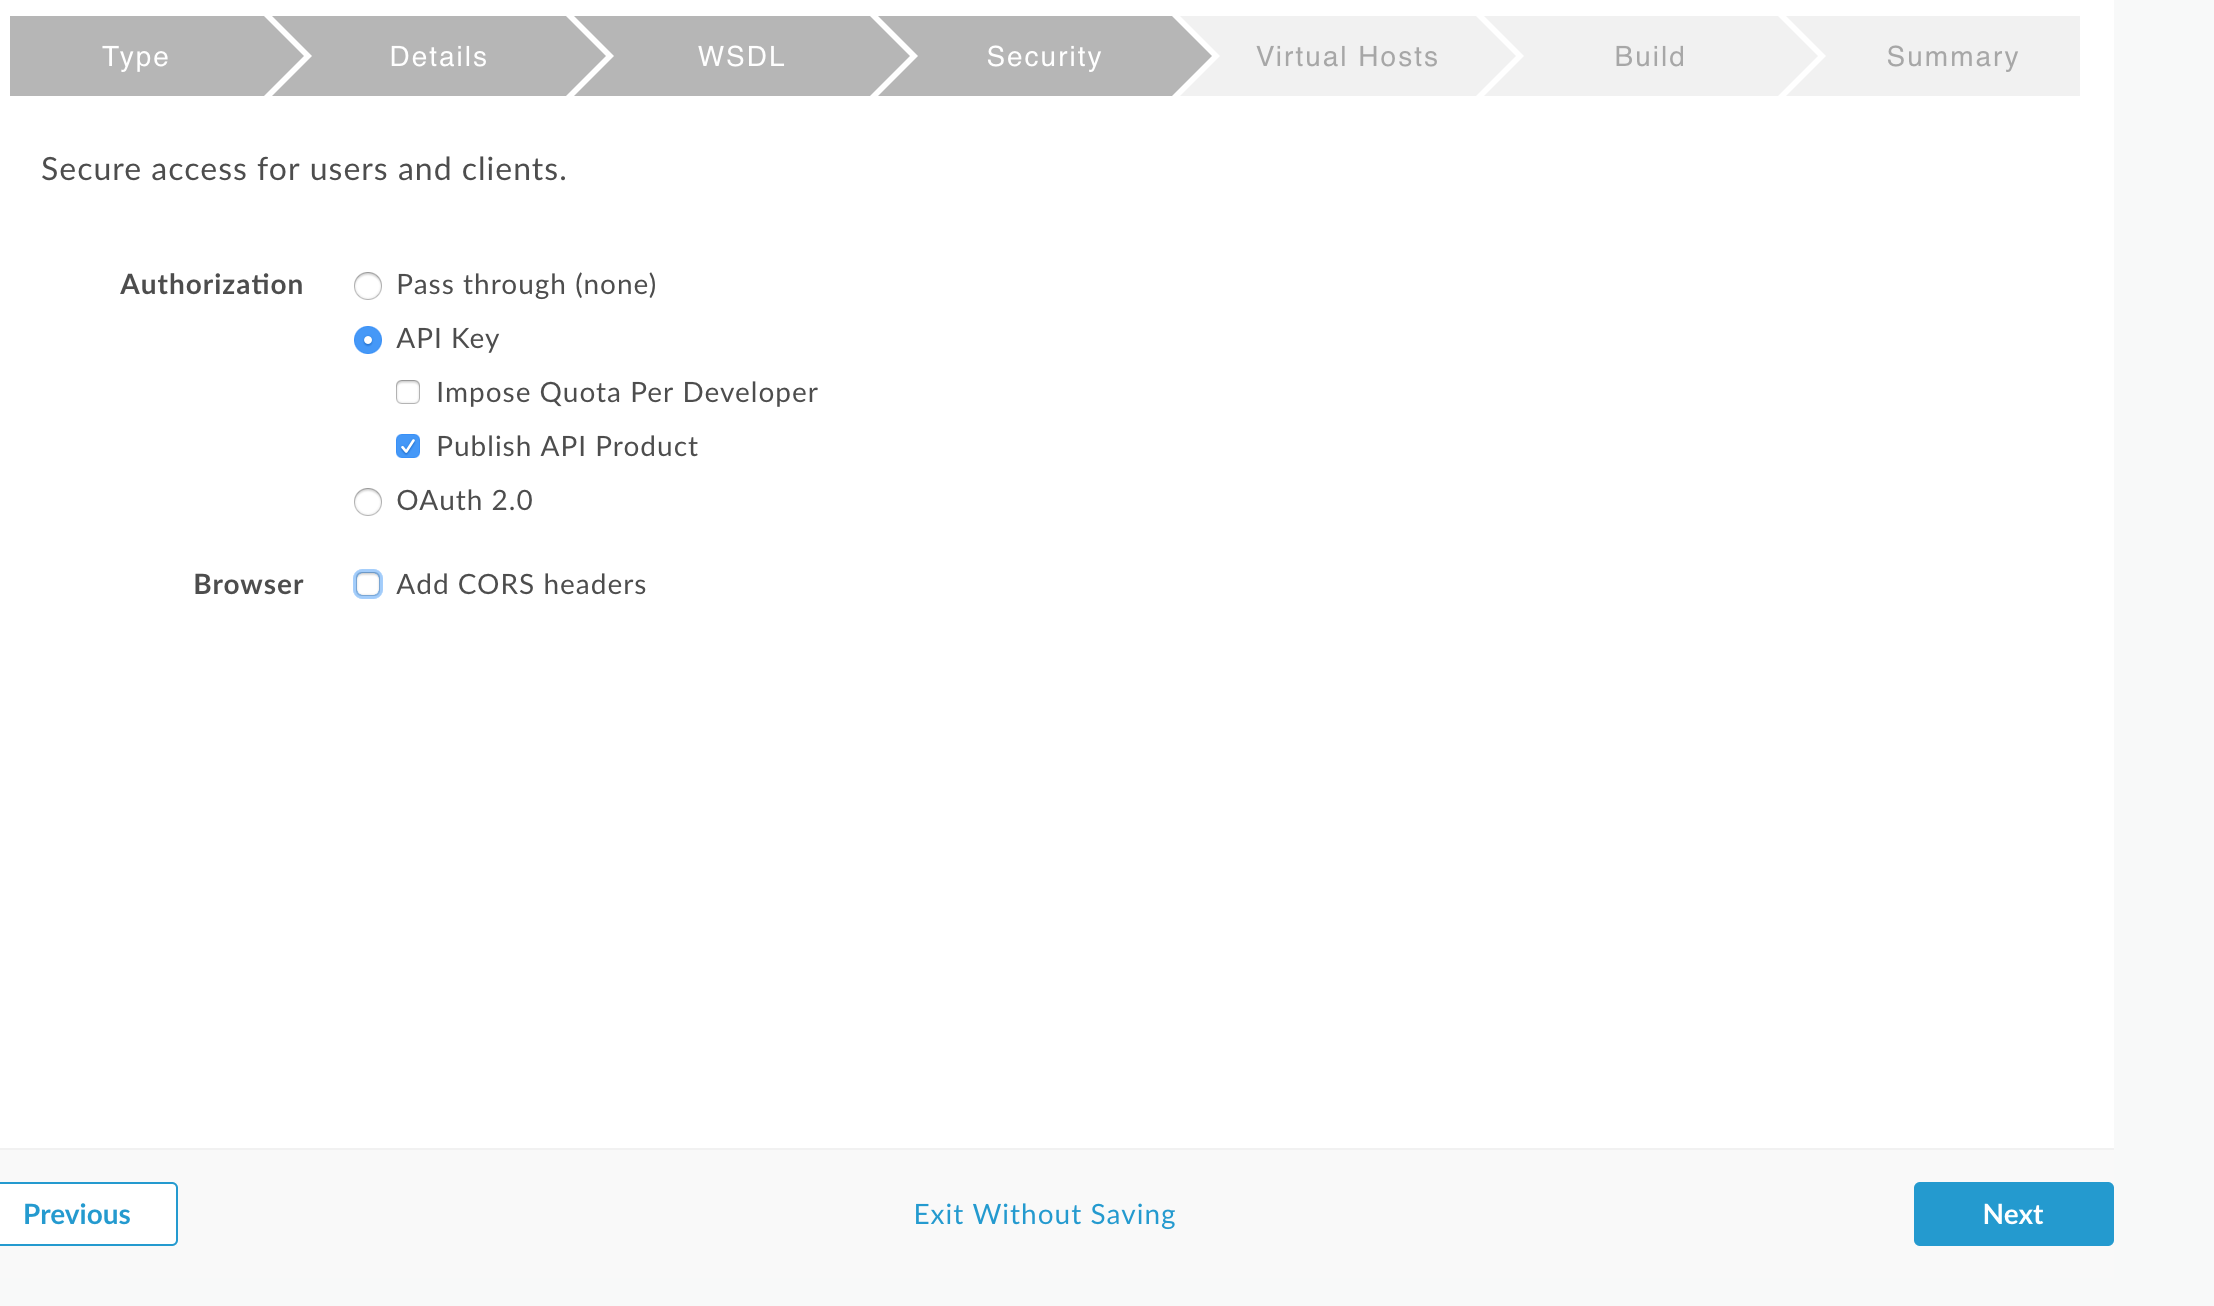 Type
Details
WSDL
Security
Virtual Hosts
Build
Summary
Secure access for users and clients.
Authorization
Pass through (none)
API Key
Impose Quota Per Developer
Publish API Product
OAuth 2.0
Browser
Add CORS headers
Previous
Exit Without Saving
Next